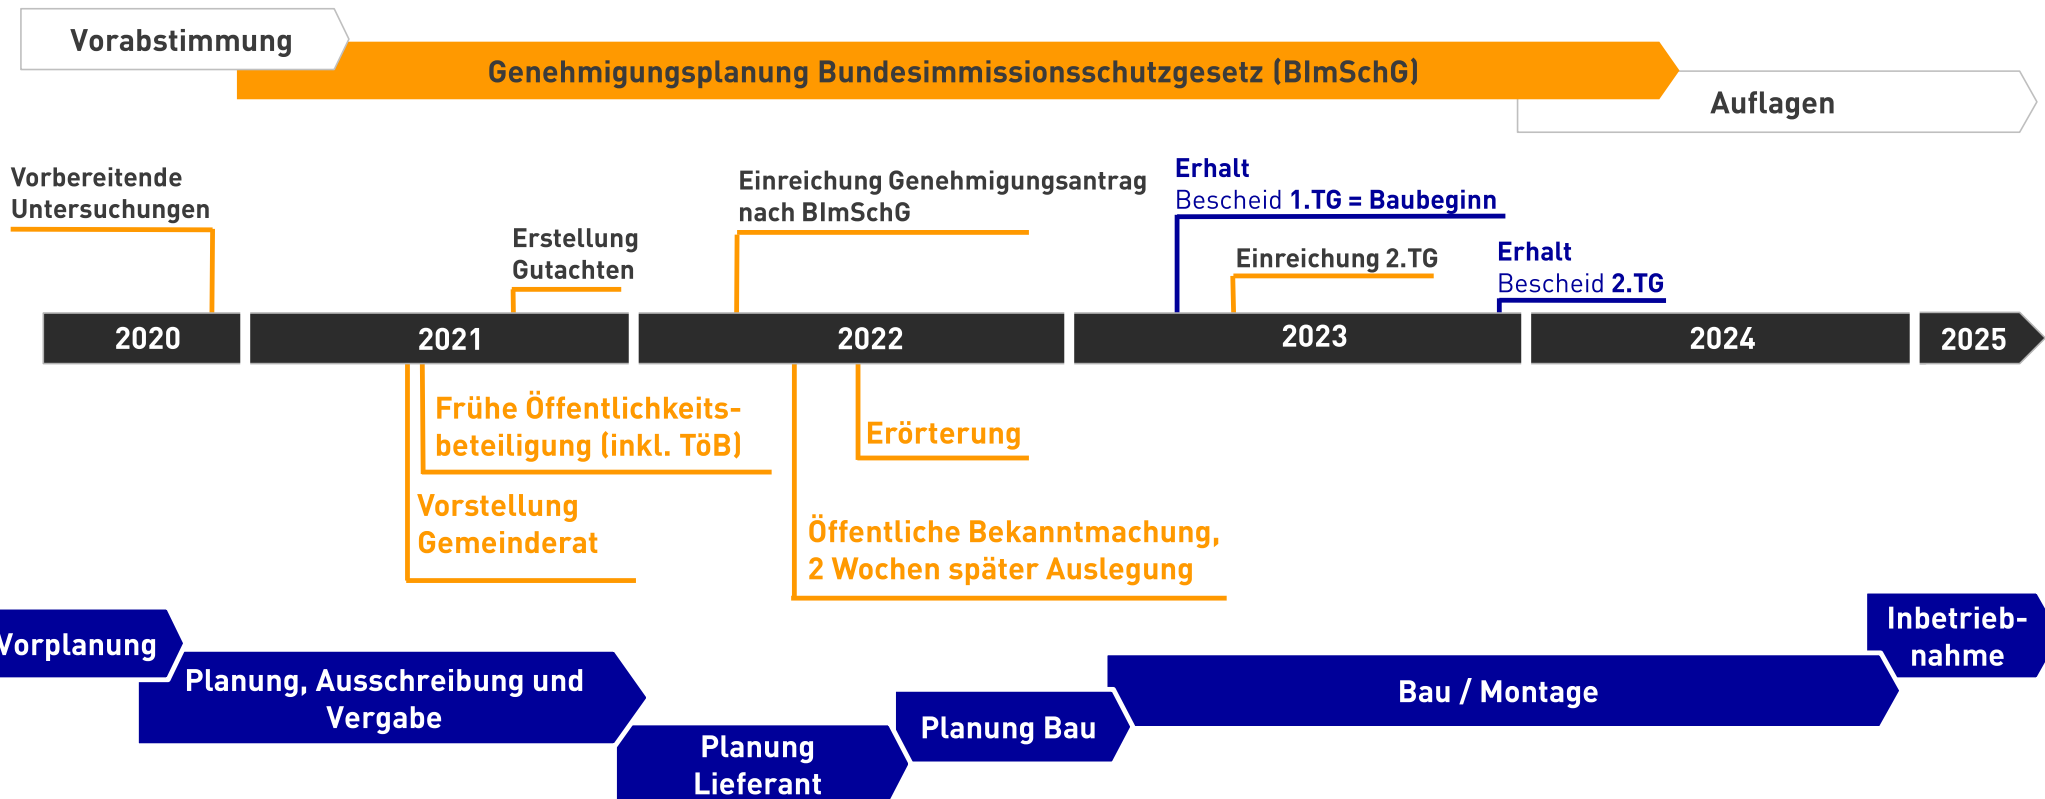 Vorabstimmung
Genehmigungsplanung Bundesimmissionsschutzgesetz (BImSchG)
Auflagen
Vorbereitende
Untersuchungen
Erstellung
Gutachten
Einreichung Genehmigungsantrag
nach BImSchG
Erhalt
Bescheid 1.TG = Baubeginn
Einreichung 2.TG
Erhalt
Bescheid 2.TG
2020
2021
2022
2023
2024
2025
Frühe Öffentlichkeits-
beteiligung (inkl. TöB)
Vorstellung
Gemeinderat
Erörterung
Öffentliche Bekanntmachung,
2 Wochen später Auslegung
Vorplanung
Planung, Ausschreibung und
Vergabe
Planung
Lieferant
Planung Bau
Bau / Montage
Inbetrieb-
nahme